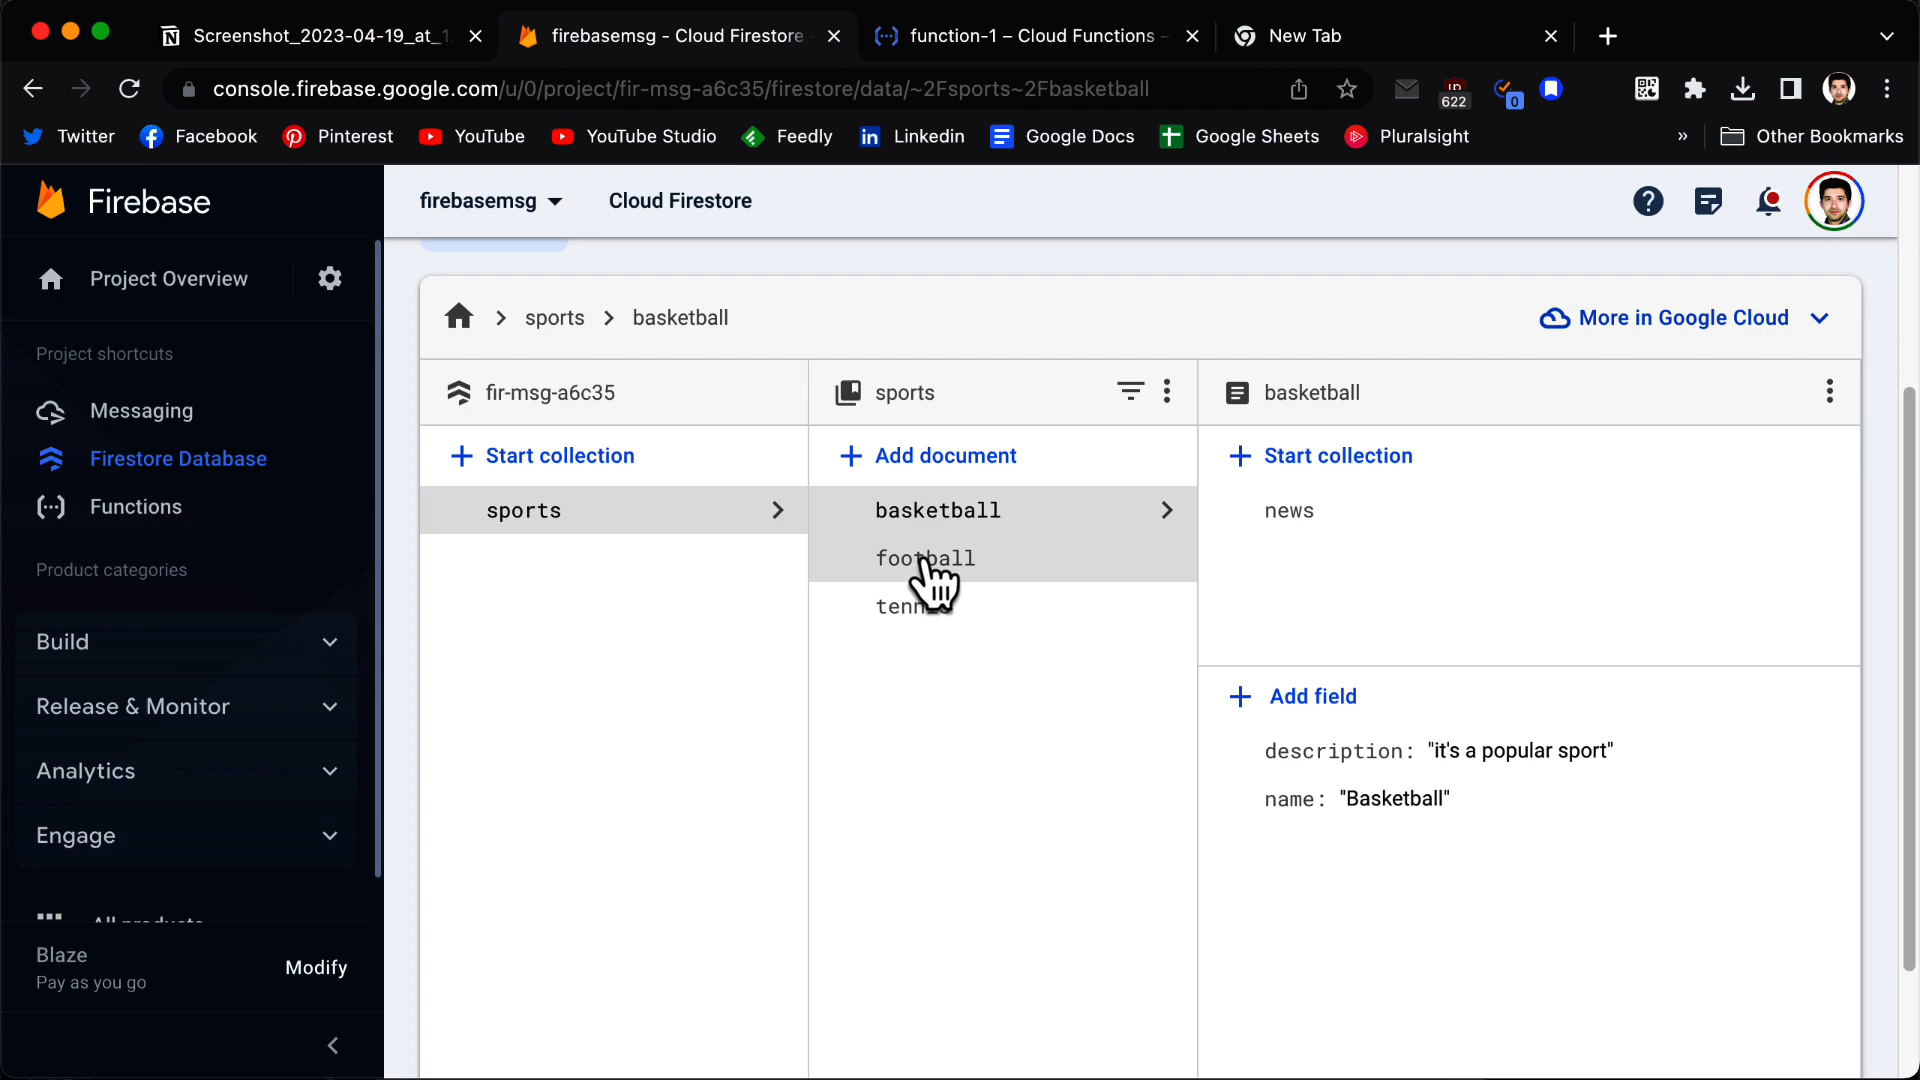 Screenshot_2023-04-19_at_1
firebasemsg - Cloud Firestore
function-1 – Cloud Functions –
New Tab
console.firebase.google.com/u/0/project/fir-msg-a6c35/firestore/data/~2Fsports~2Fbasketball
622
0
Twitter
Facebook
Pinterest
YouTube
YouTube Studio
Feedly
Linkedin
Google Docs
Google Sheets
Pluralsight
»
Other Bookmarks
Firebase
firebasemsg
Cloud Firestore
Project Overview
sports
basketball
More in Google Cloud
Project shortcuts
Messaging
Firestore Database
Functions
Product categories
Build
Release & Monitor
Analytics
Engage
All products
Blaze
Pay as you go
Modify
fir-msg-a6c35
Start collection
sports
sports
Add document
basketball
football
basketball
Start collection
news
Add field
description: "it's a popular sport"
name: "Basketball"